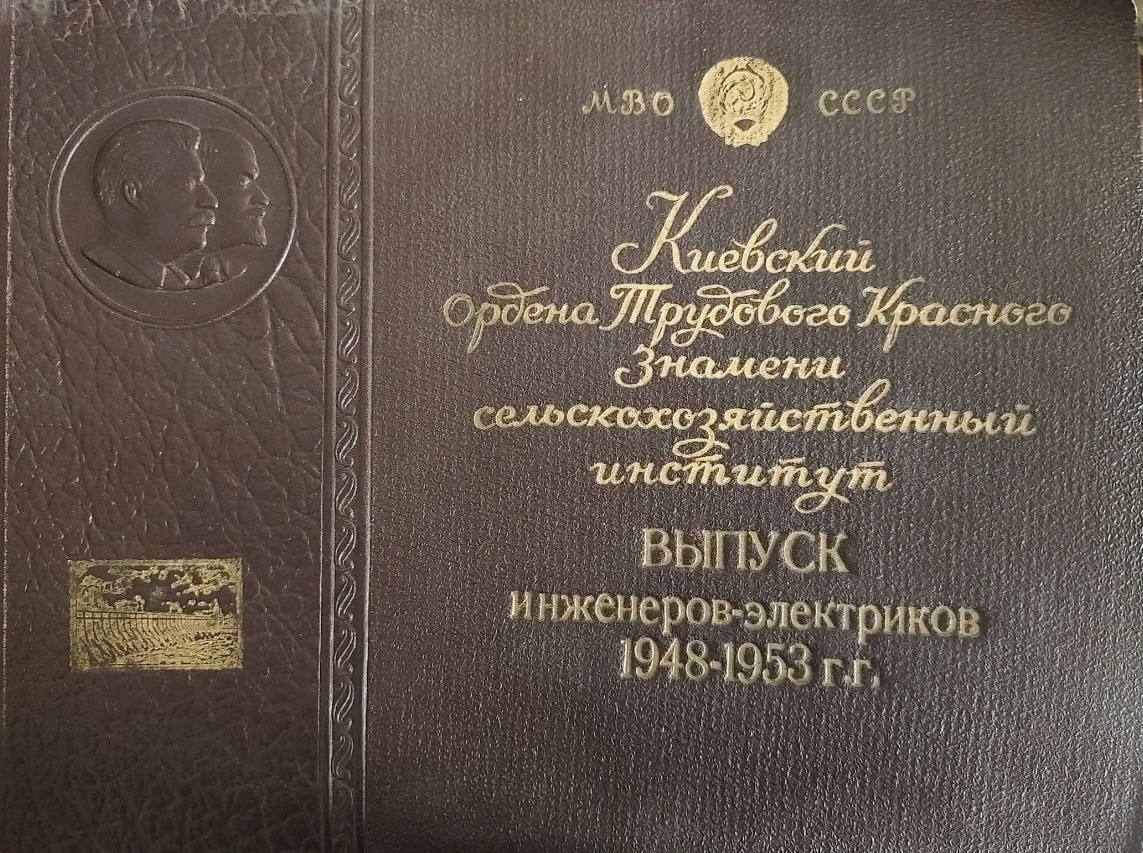 МВО СССР
Киевский
Ордена Трудового Красного
Знамени
сельскохозяйственный
институт
ВЫПУСК
инженеров-электриков
1948-1953 г.г.